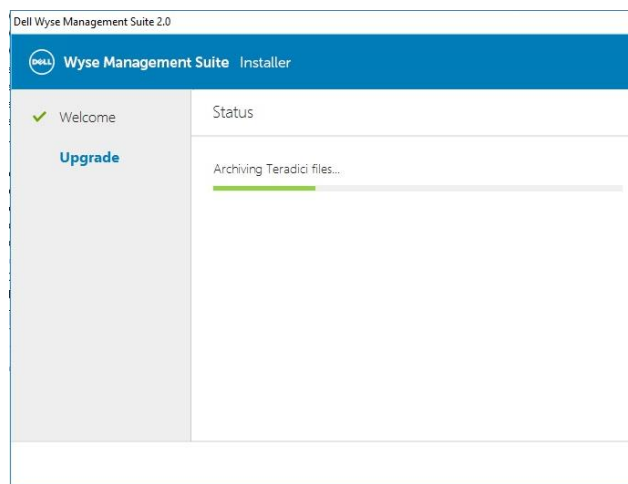 Dell Wyse Management Suite 2.0
DELL Wyse Management Suite Installer
Welcome
Upgrade
Status
Archiving Teradici files...